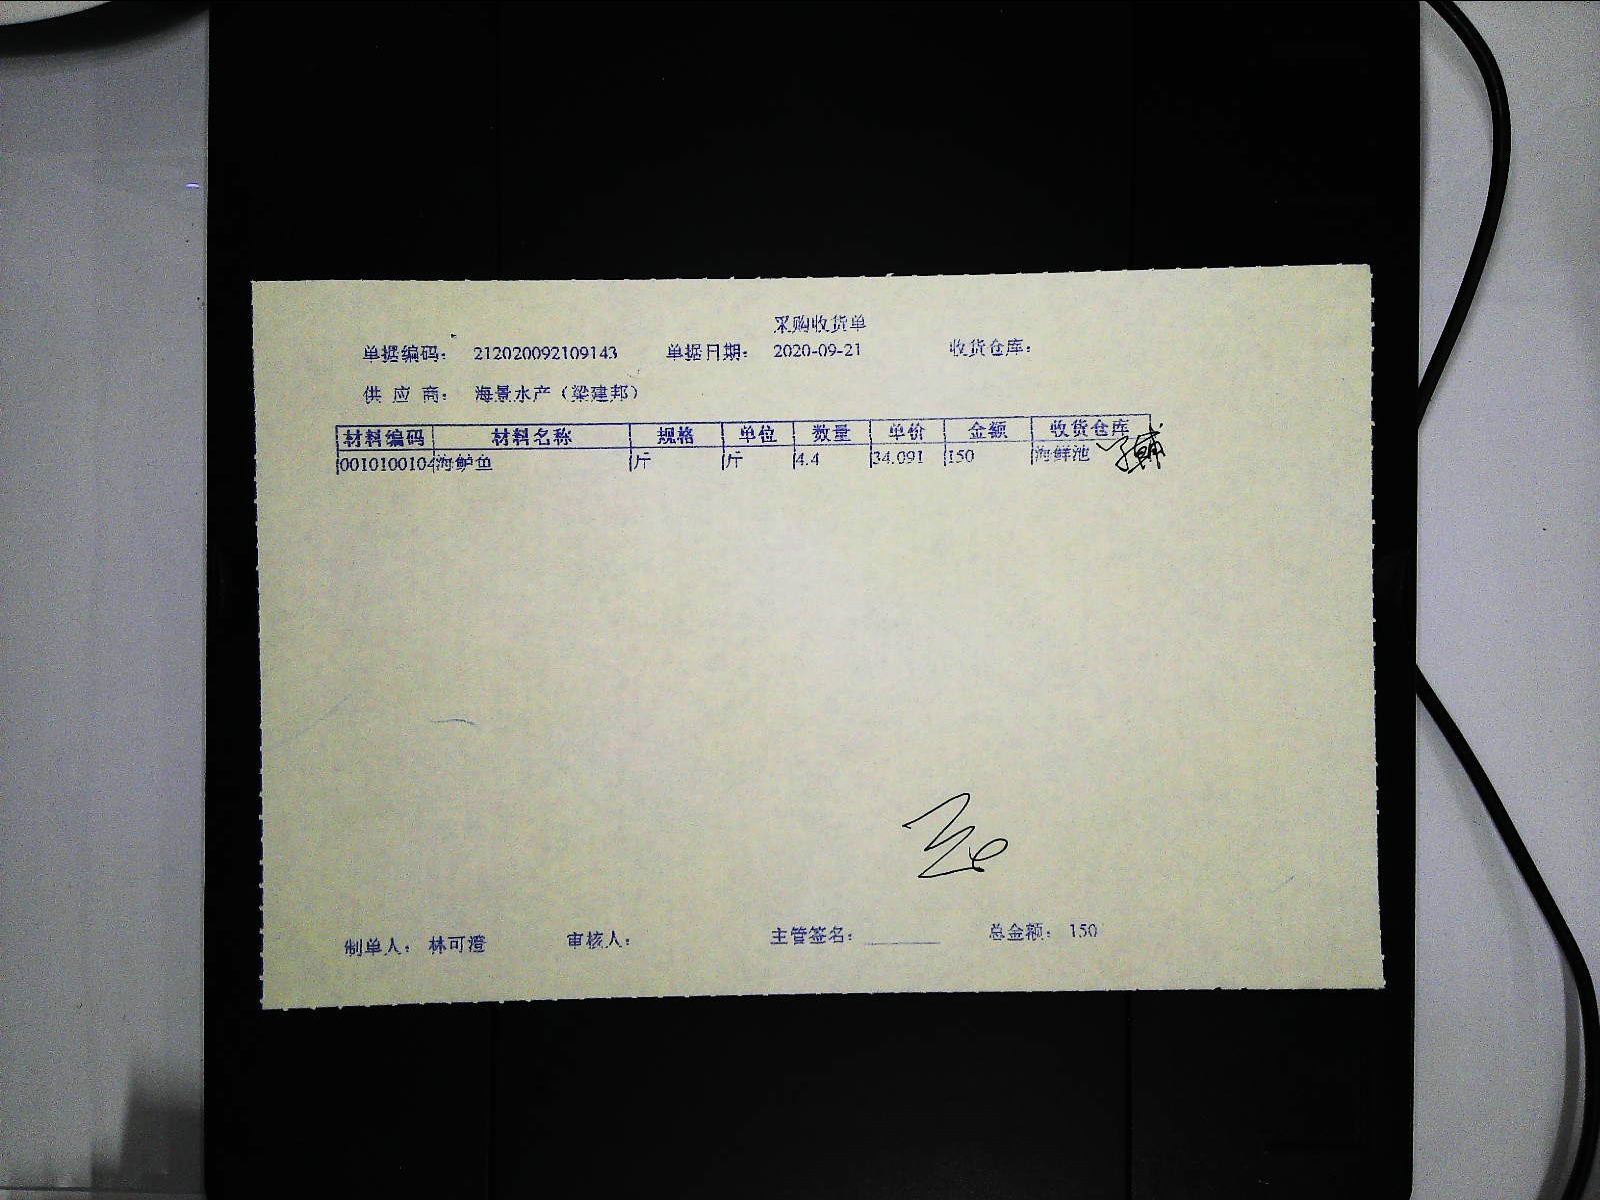 采购收货单
单据编码： 212020092109143 单据日期： 2020-09-21 收货仓库：
供 应 商： 海景水产（梁建邦）
材料编码 材料名称 规格 单位 数量 单价 金额 收货仓库
0010100104 海鲈鱼 斤 斤 4.4 34.091 150 海鲜池
制单人： 林可澄 审核人： 主管签名： 总金额： 150